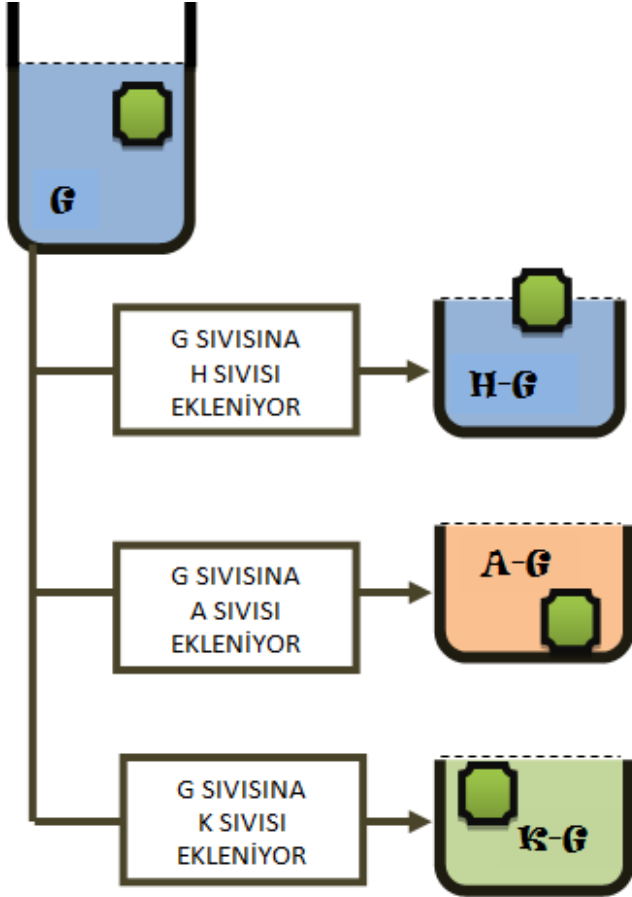 G
G SIVISINA
H SIVISI
EKLENİYOR
H-G
G SIVISINA
A SIVISI
EKLENİYOR
A-G
G SIVISINA
K SIVISI
EKLENİYOR
K-G